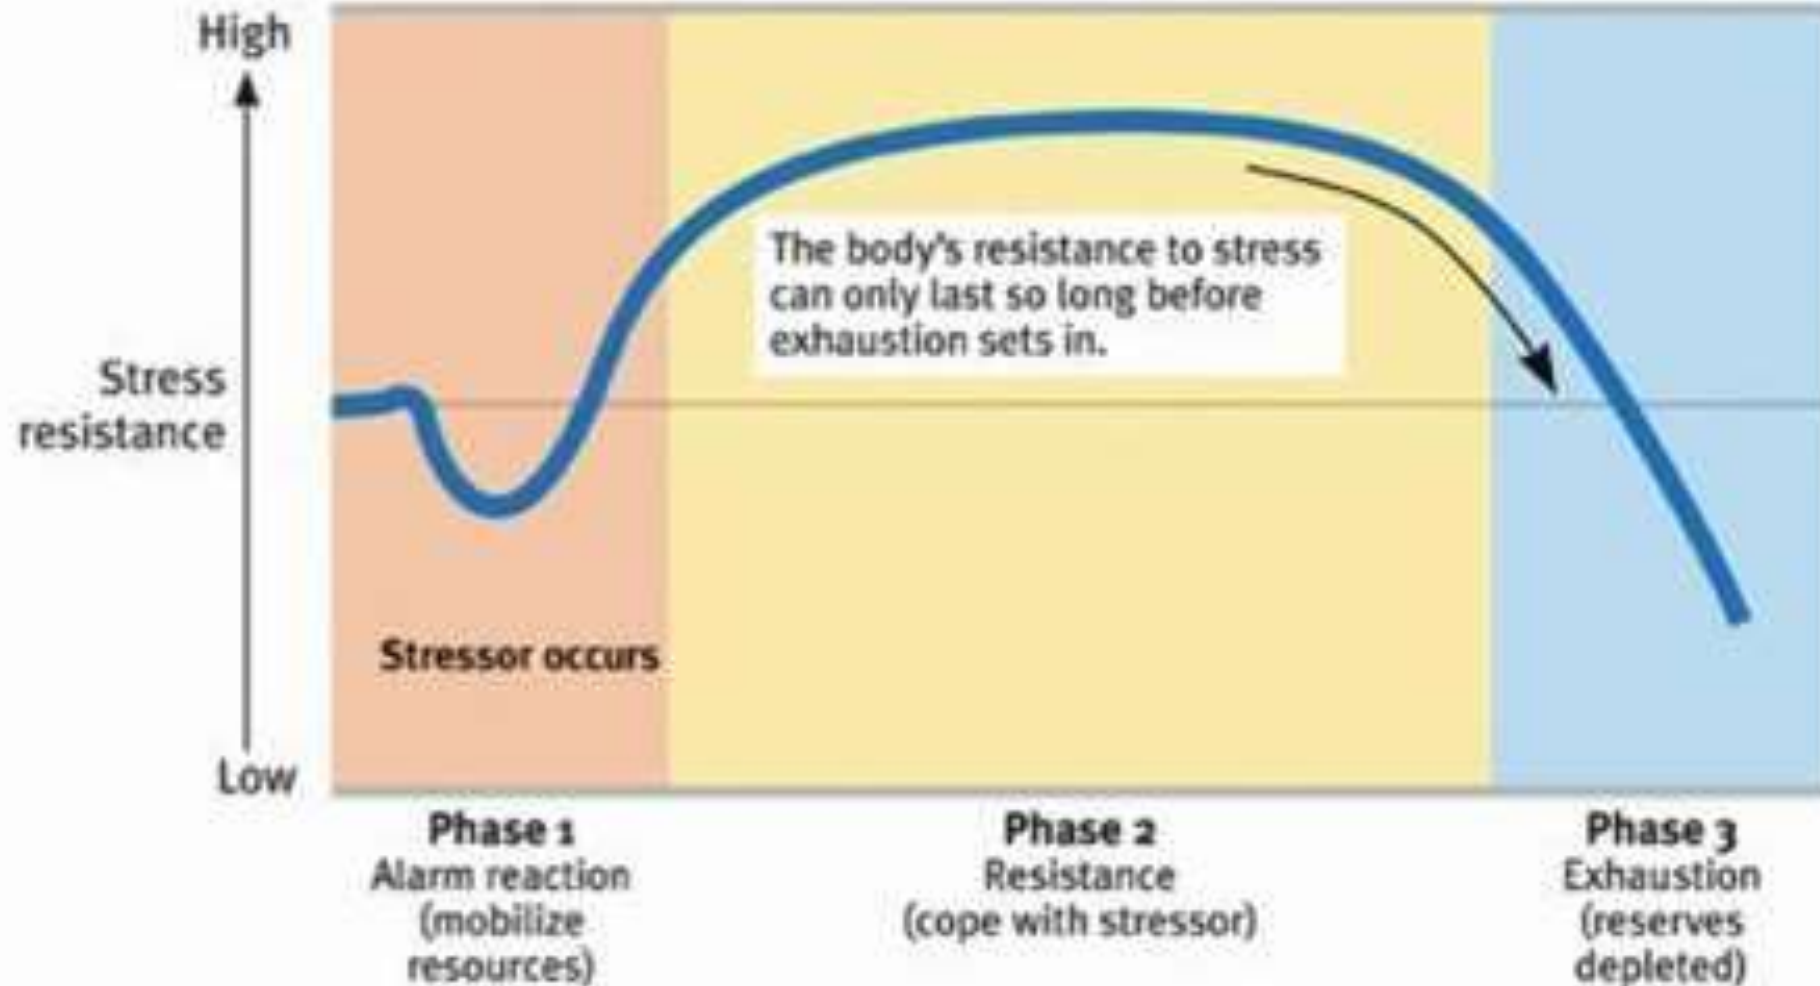 High
Stress
resistance
Low
The body's resistance to stress
can only last so long before
exhaustion sets in.
Stressor occurs
Phase 1
Alarm reaction
(mobilize
resources)
Phase 2
Resistance
(cope with stressor)
Phase 3
Exhaustion
(reserves
depleted)